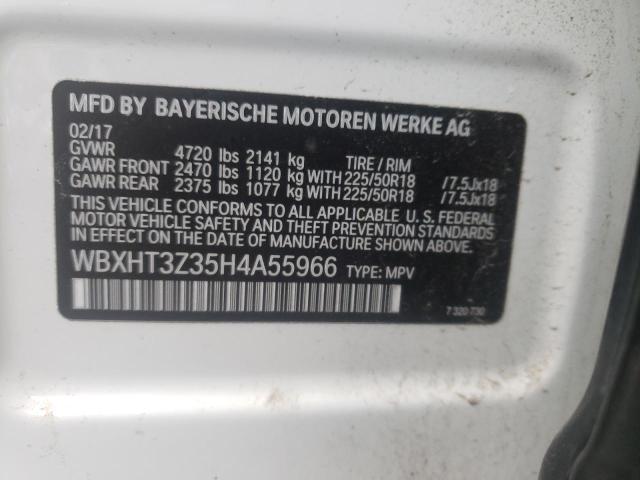 MFD BY BAYERISCHE MOTOREN WERKE AG
02/17
GVWR 4720 lbs 2141 kg TIRE / RIM
GAWR FRONT 2470 lbs 1120 kg WITH 225/50R18 /7.5Jx18
GAWR REAR 2375 lbs 1077 kg WITH 225/50R18 /7.5Jx18
THIS VEHICLE CONFORMS TO ALL APPLICABLE U.S. FEDERAL
MOTOR VEHICLE SAFETY AND THEFT PREVENTION STANDARDS
IN EFFECT ON THE DATE OF MANUFACTURE SHOWN ABOVE.
WBXHT3Z35H4A55966 TYPE: MPV
7 320 730